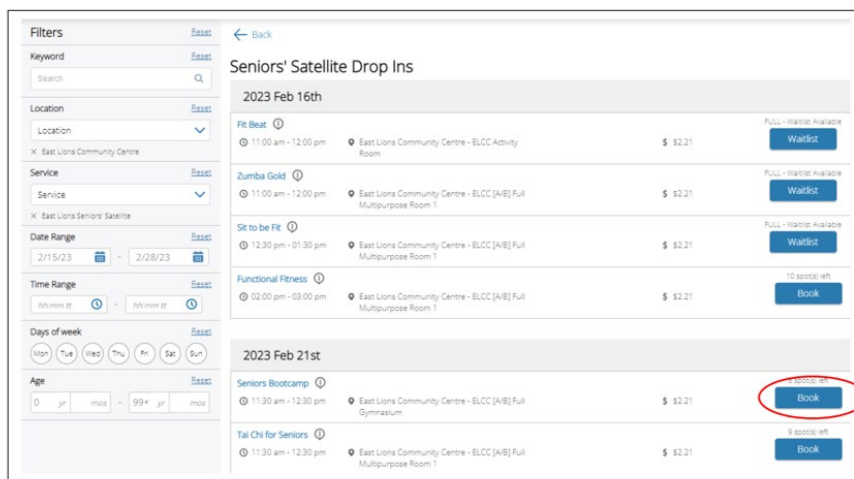 Filters Reset
Keyword Reset
Search
Location Reset
Location
× East Lions Community Centre
Service Reset
Service
× East Lions Seniors' Satellite
Date Range Reset
2/15/23 - 2/28/23
Time Range Reset
hh:mm tt - hh:mm tt
Days of week Reset
Mon Tue Wed Thu Fri Sat Sun
Age Reset
0 yr mos - 99+ yr mos
Back
Seniors' Satellite Drop Ins
2023 Feb 16th
Fit Beat FULL - Waitlist Available
11:00 am - 12:00 pm East Lions Community Centre - ELCC Activity $ $2.21 Waitlist
Room
Zumba Gold FULL - Waitlist Available
11:00 am - 12:00 pm East Lions Community Centre - ELCC [A/B] Full $ $2.21 Waitlist
Multipurpose Room 1
Sit to be Fit FULL - Waitlist Available
12:30 pm - 01:30 pm East Lions Community Centre - ELCC [A/B] Full $ $2.21 Waitlist
Multipurpose Room 1
Functional Fitness 10 spot(s) left
02:00 pm - 03:00 pm East Lions Community Centre - ELCC [A/B] Full $ $2.21 Book
Multipurpose Room 1
2023 Feb 21st
Seniors Bootcamp spot(s) left
11:30 am - 12:30 pm East Lions Community Centre - ELCC [A/B] Full $ $2.21 Book
Gymnasium
Tai Chi for Seniors 9 spot(s) left
11:30 am - 12:30 pm East Lions Community Centre - ELCC [A/B] Full $ $2.21 Book
Multipurpose Room 1